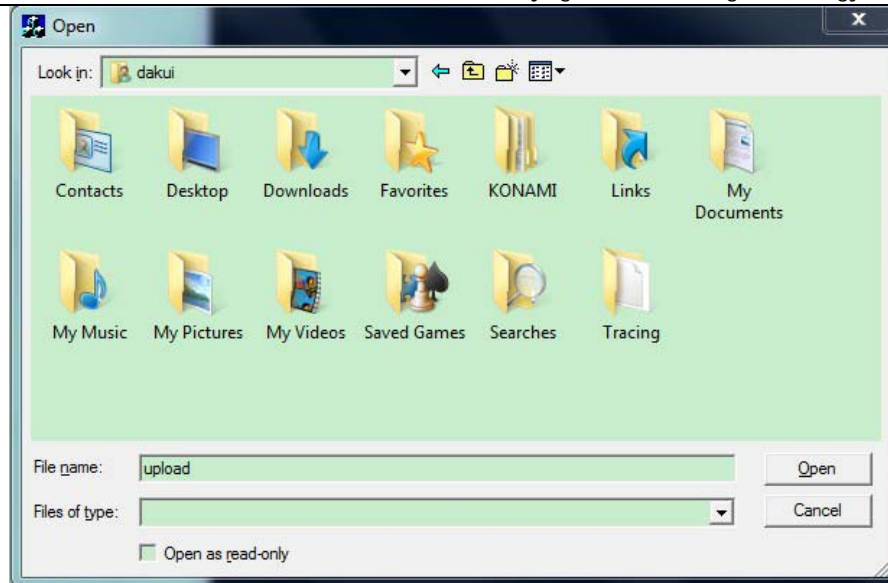 Open
x
Look in: dakui
Contacts Desktop Downloads Favorites KONAMI Links My
Documents
My Music My Pictures My Videos Saved Games Searches Tracing
File name: upload Open
Files of type: Cancel
Open as read-only